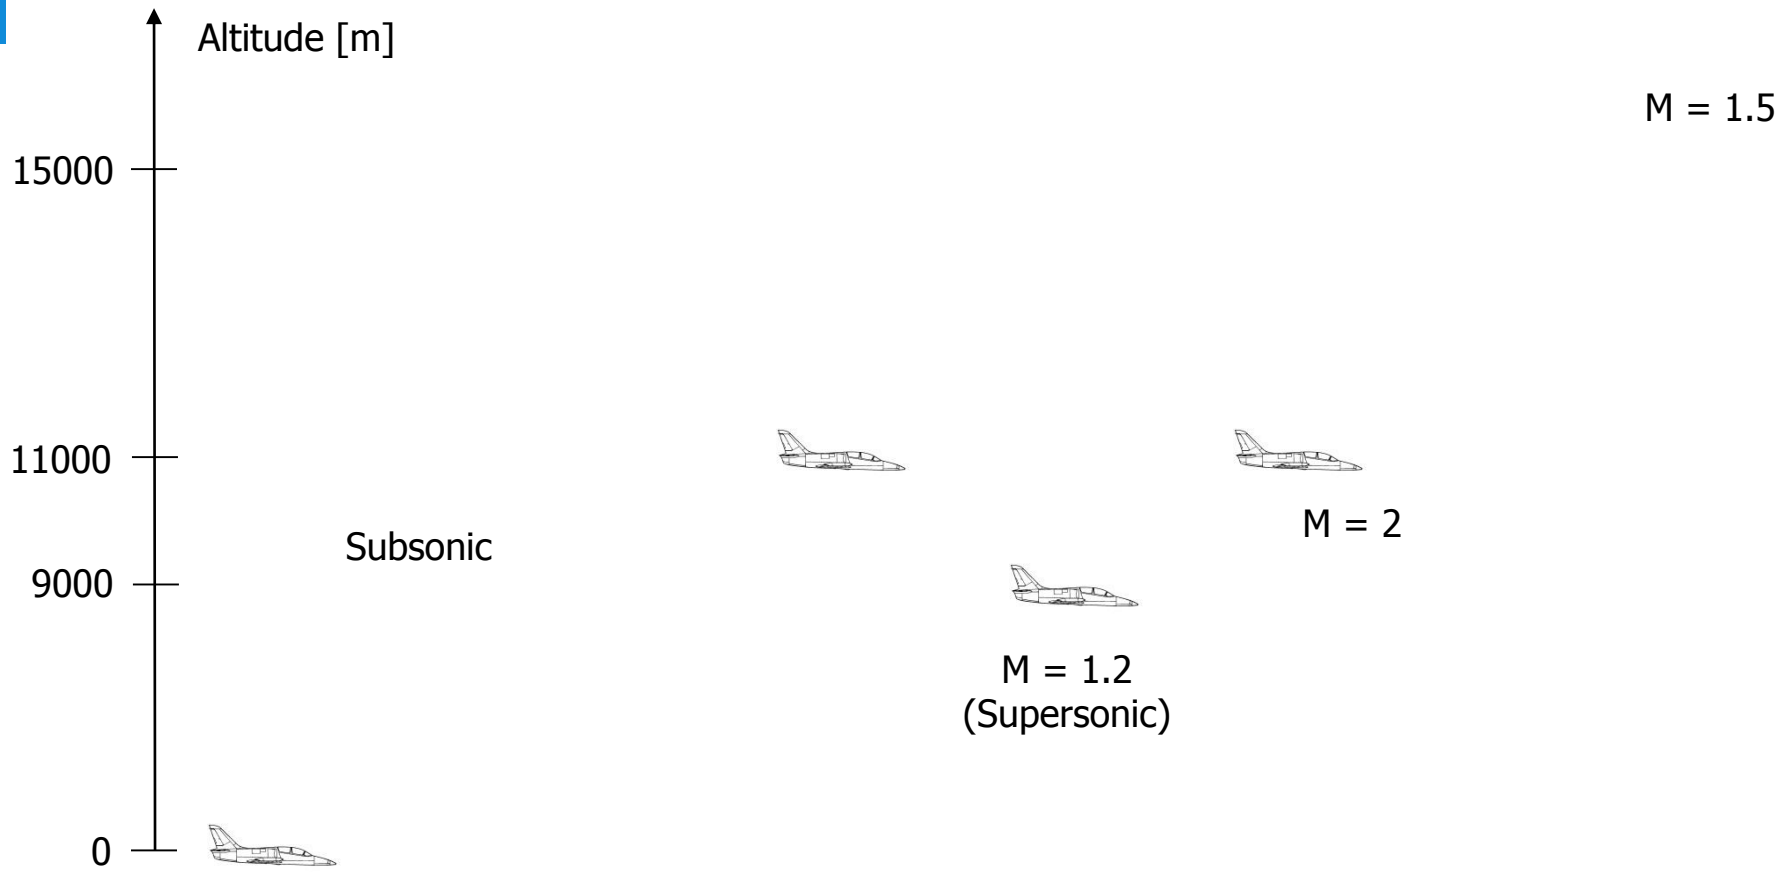 Altitude [m]
M = 1.5
15000
11000
M = 2
Subsonic
9000
M = 1.2
(Supersonic)
0